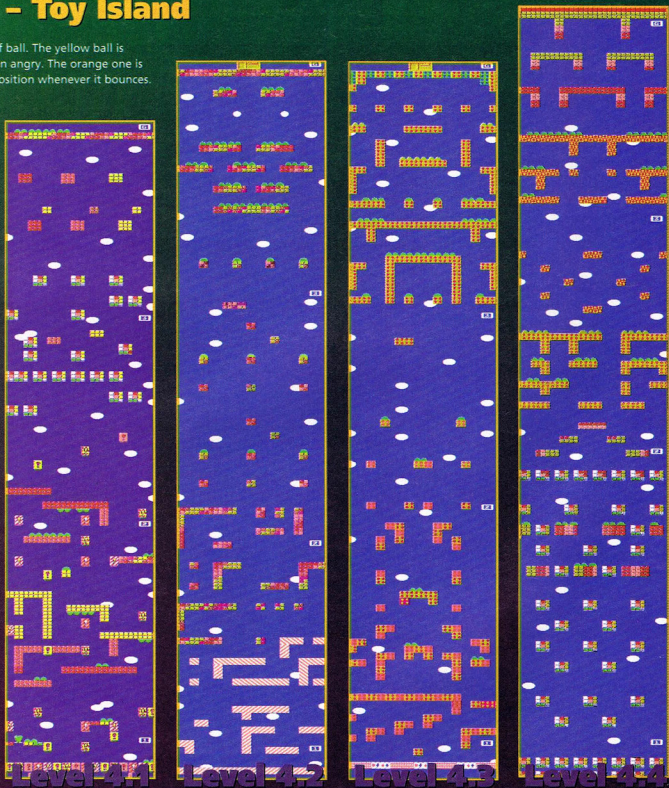 – Toy Island
f ball. The yellow ball is
n angry. The orange one is
osition whenever it bounces.
Level 4.1
Level 4.2
Level 4.3
Level 4.4